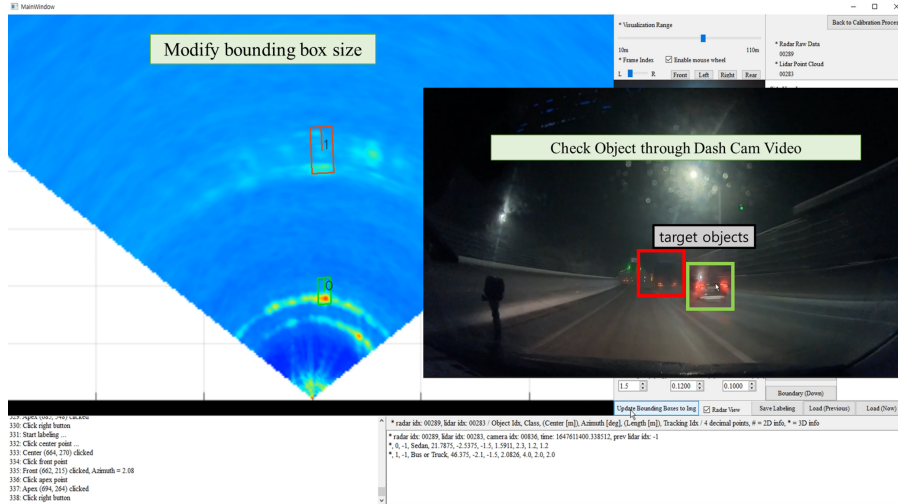 MainWindow
Modify bounding box size
* Visualization Range
Back to Calibration Proces
10m 110m
* Radar Raw Data
00289
* Frame Index Enable mouse wheel
* Lidar Point Cloud
00283
L R Front Left Right Rear
Check Object through Dash Cam Video
target objects
1
0
1.5 0.1200 0.1000
Boundary (Down)
Update Bounding Boxes to Img Radar View Save Labeling Load (Previous) Load (Now)
329: Apex (685, 548) clicked
330: Click right button
331: Start labeling ...
332: Click center point ...
333: Center (664, 270) clicked
334: Click front point
335: Front (662, 215) clicked, Azimuth = 2.08
336: Click apex point
337: Apex (694, 264) clicked
338: Click right button
* radar idx: 00289, lidar idx: 00283 / Object Idx, Class, (Center [m]), Azimuth [deg], (Length [m]), Tracking Idx / 4 decimal points, # = 2D info, * = 3D info
* radar idx: 00289, lidar idx: 00283, camera idx: 00836, time: 1647611400.338512, prev lidar idx: -1
*, 0, -1, Sedan, 21.7875, -2.5375, -1.5, 1.5911, 2.3, 1.2, 1.2
*, 1, -1, Bus or Truck, 46.375, -2.1, -1.5, 2.0826, 4.0, 2.0, 2.0